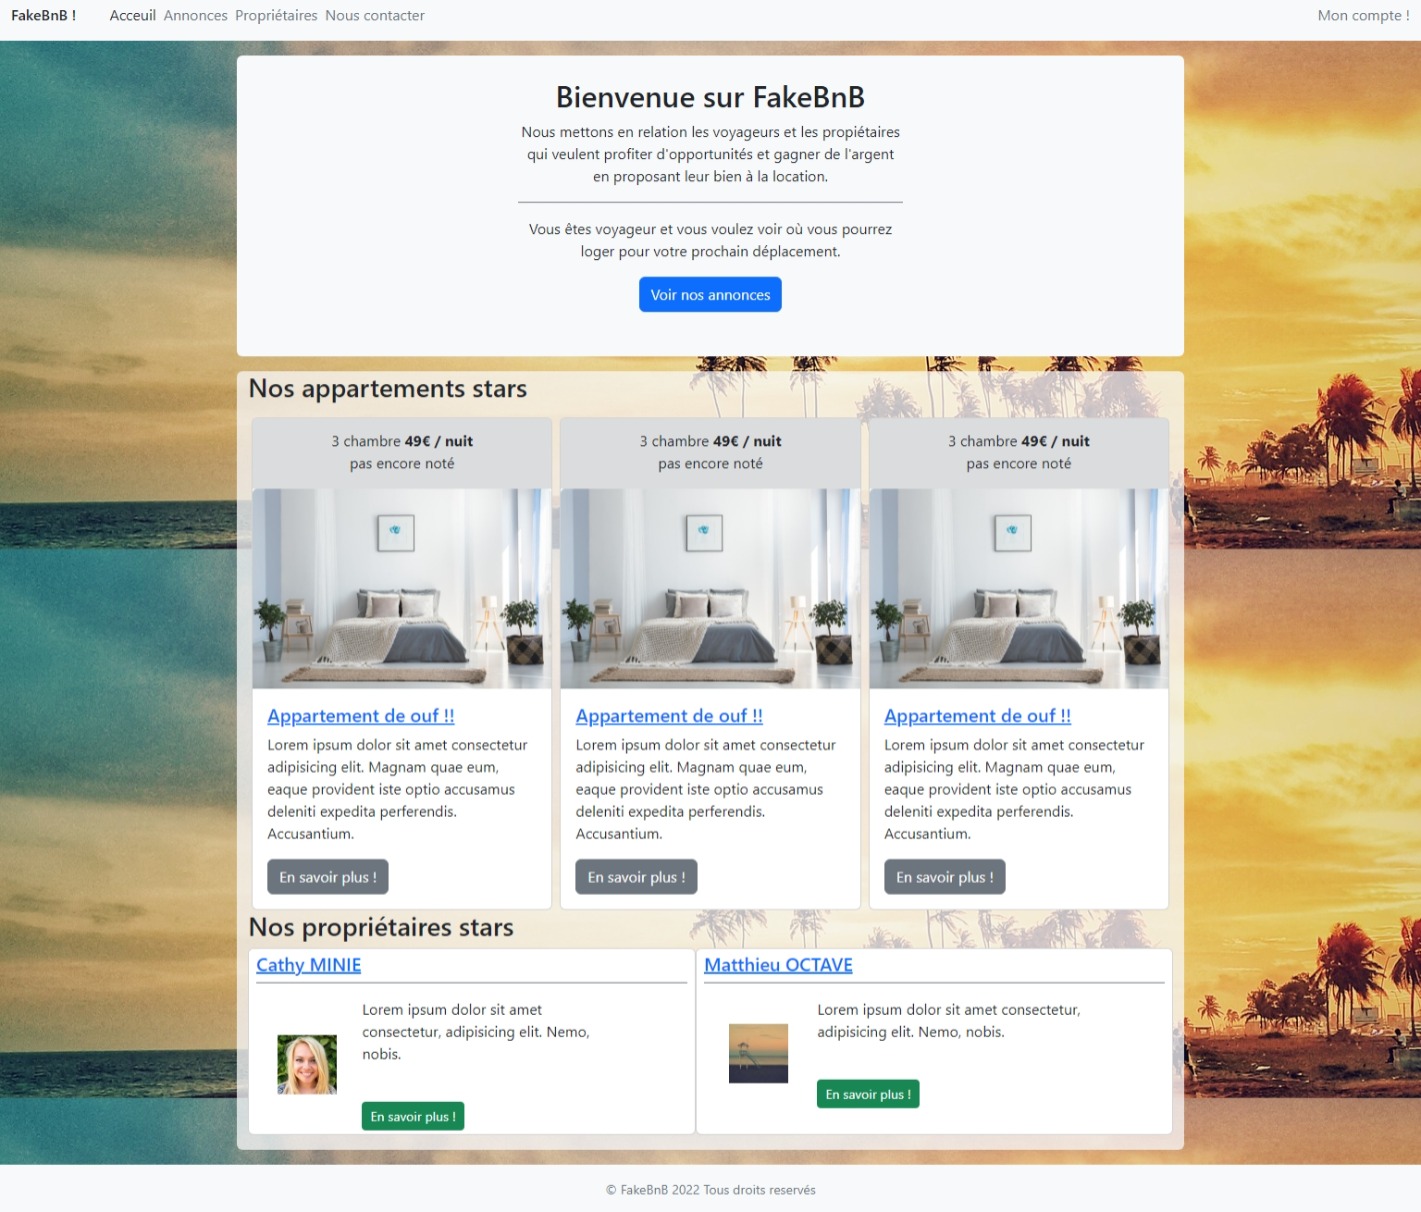 FakeBnB ! Acceuil Annonces Propriétaires Nous contacter Mon compte !
Bienvenue sur FakeBnB
Nous mettons en relation les voyageurs et les propiétaires
qui veulent profiter d'opportunités et gagner de l'argent
en proposant leur bien à la location.
Vous êtes voyageur et vous voulez voir où vous pourrez
loger pour votre prochain déplacement.
Voir nos annonces
Nos appartements stars
3 chambre 49€ / nuit
pas encore noté
Appartement de ouf !!
Lorem ipsum dolor sit amet consectetur
adipisicing elit. Magnam quae eum,
eaque provident iste optio accusamus
deleniti expedita perferendis.
Accusantium.
En savoir plus !
3 chambre 49€ / nuit
pas encore noté
Appartement de ouf !!
Lorem ipsum dolor sit amet consectetur
adipisicing elit. Magnam quae eum,
eaque provident iste optio accusamus
deleniti expedita perferendis.
Accusantium.
En savoir plus !
3 chambre 49€ / nuit
pas encore noté
Appartement de ouf !!
Lorem ipsum dolor sit amet consectetur
adipisicing elit. Magnam quae eum,
eaque provident iste optio accusamus
deleniti expedita perferendis.
Accusantium.
En savoir plus !
Nos propriétaires stars
Cathy MINIE
Lorem ipsum dolor sit amet
consectetur, adipisicing elit. Nemo,
nobis.
En savoir plus !
Matthieu OCTAVE
Lorem ipsum dolor sit amet consectetur,
adipisicing elit. Nemo, nobis.
En savoir plus !
© FakeBnB 2022 Tous droits reservés